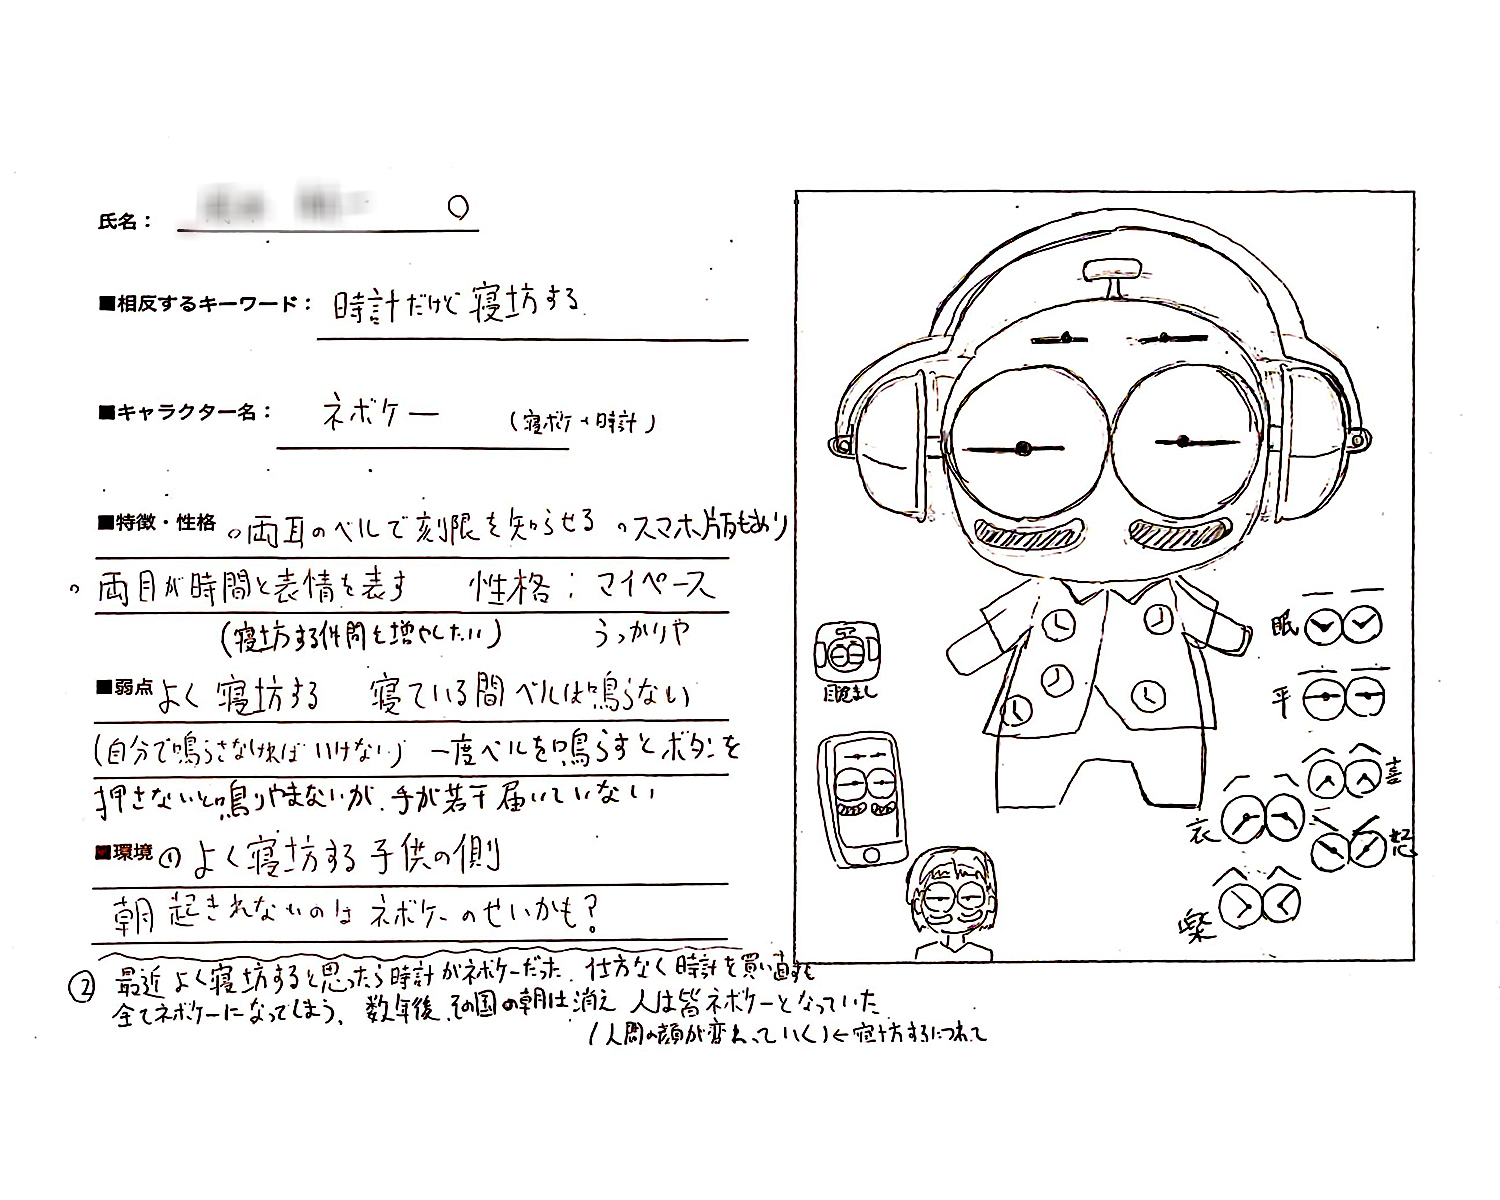 氏名：
■相反するキーワード： 時計だけど寝坊する
■キャラクター名： ネボケー (寝ボケ+時計)
■特徴・性格 。両耳のベルで刻限を知らせる 。スマホ版もあり
。両目が時間と表情を表す 性格：マイペース
(寝坊する仲間を増やしたい) うっかりや
■弱点 よく寝坊する 寝ている間ベルは鳴らない
(自分で鳴らさなければいけない) 一度ベルを鳴らすとボタンを
押さないと鳴りやまないが、手が若干届いていない
■環境 ① よく寝坊する子供の側
朝起きれないのはネボケーのせいかも?
② 最近よく寝坊すると思ったら時計がネボケーだった。仕方なく時計を買い直すも
全てネボケーになってしまう、数年後、その国の朝は消え 人は皆ネボケーとなっていた
(人間の顔が変わっていく)←寝坊するにつれて
目覚まし
眠
平
喜
衣
怒
楽